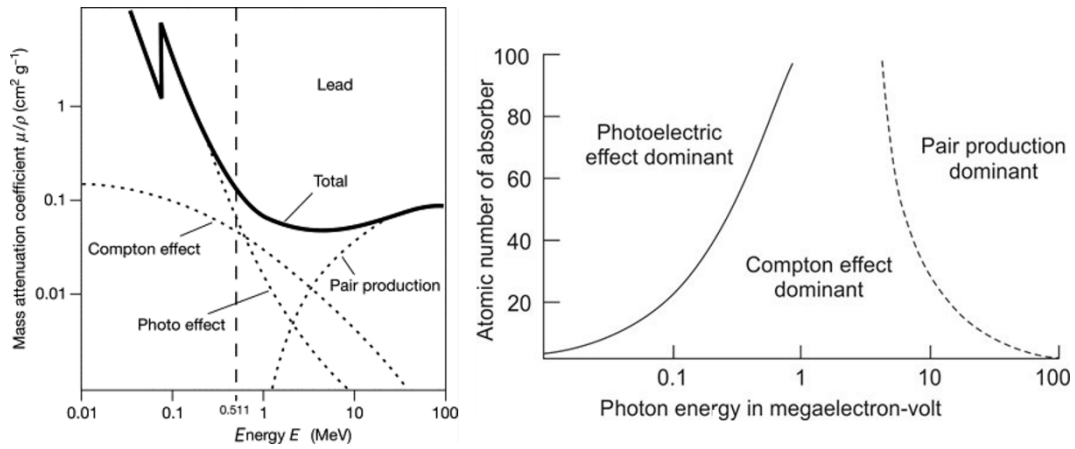 Mass attenuation coefficient μ/ρ (cm² g⁻¹)
1
0.1
0.01
Lead
Total
Compton effect
Pair production
Photo effect
0.01
0.1
0.511
1
10
100
Energy E (MeV)
Atomic number of absorber
100
80
60
40
20
Photoelectric
effect dominant
Pair production
dominant
Compton effect
dominant
0.1
1
10
100
Photon energy in megaelectron-volt